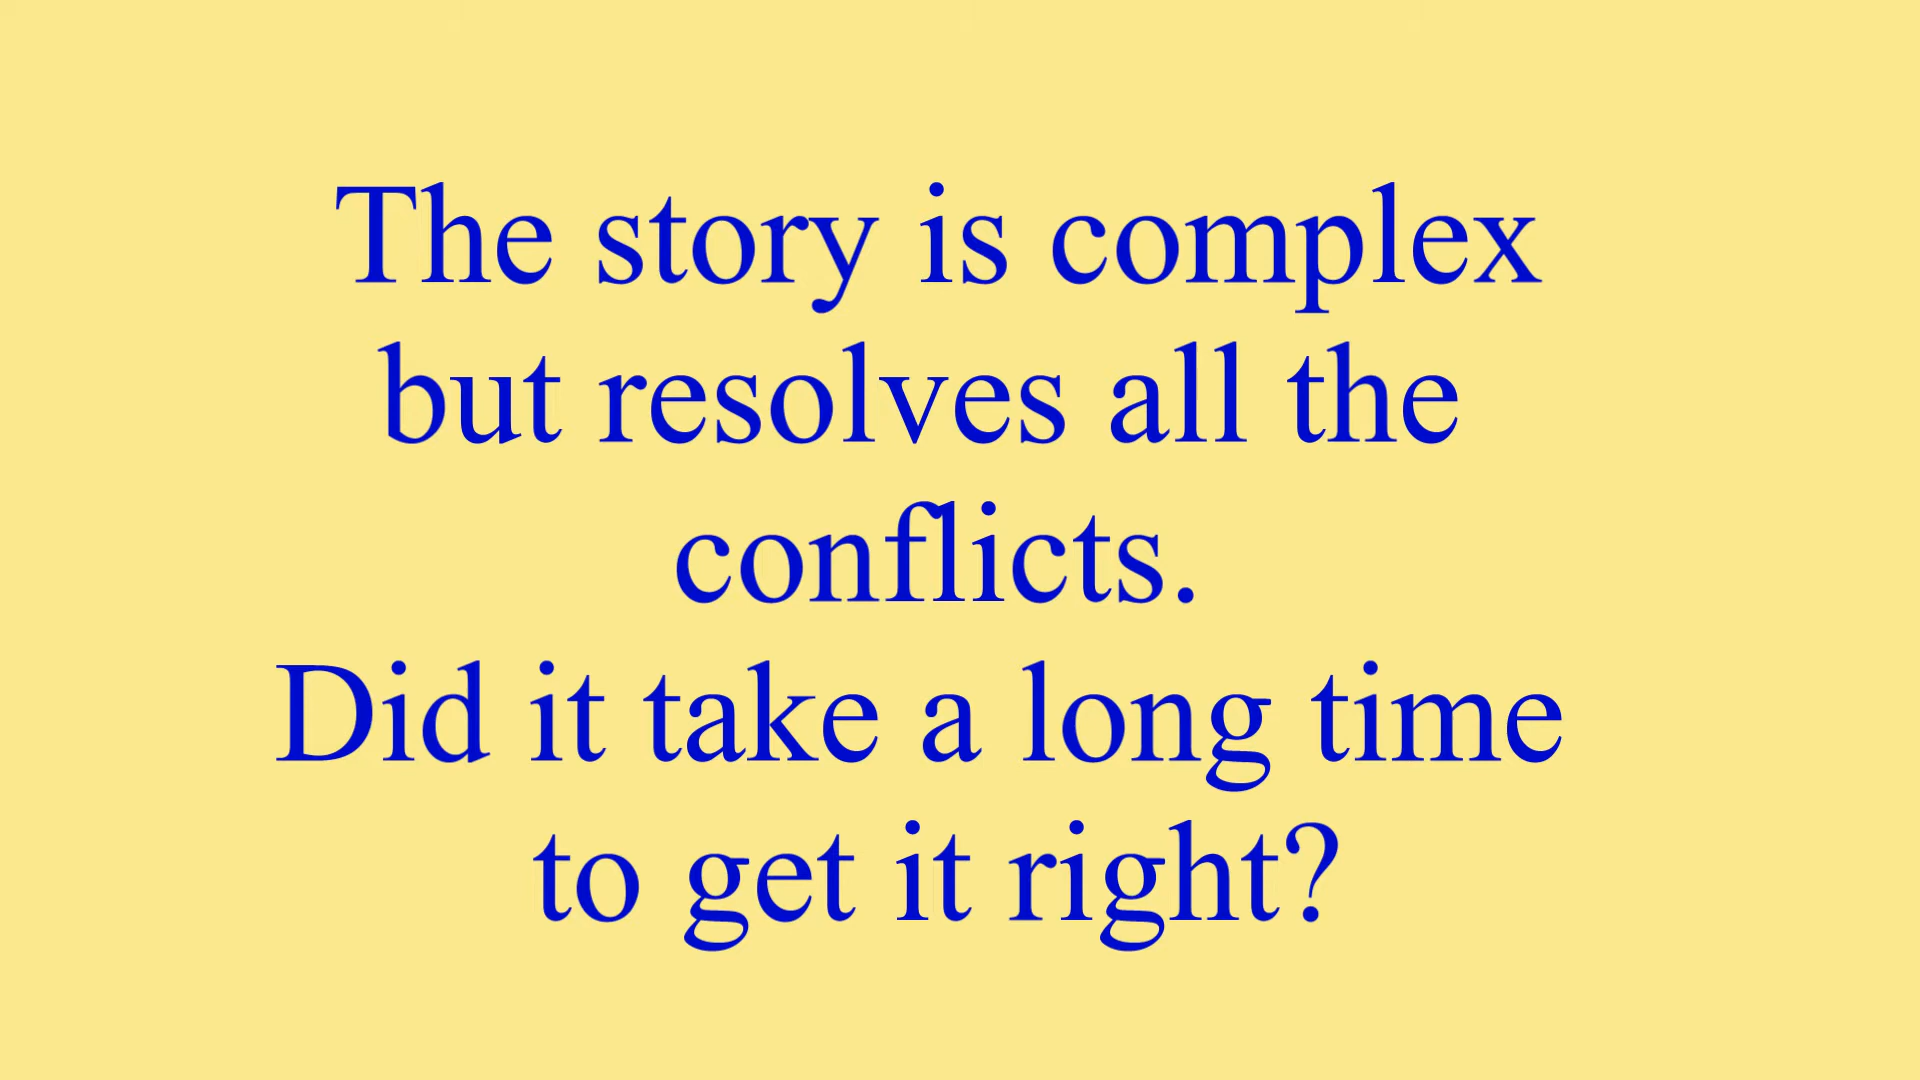 The story is complex
but resolves all the
conflicts.
Did it take a long time
to get it right?